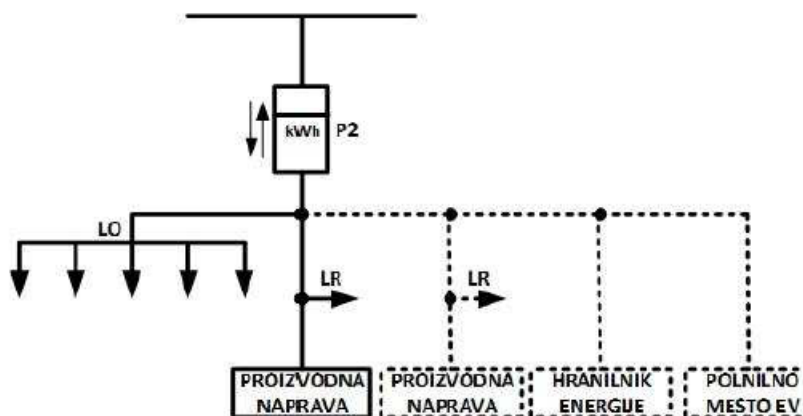 kWh P2
LO
LR LR
PROIZVODNA PROIZVODNA HRANILNIK POLNILNO
NAPRAVA NAPRAVA ENERGIJE MESTO EV